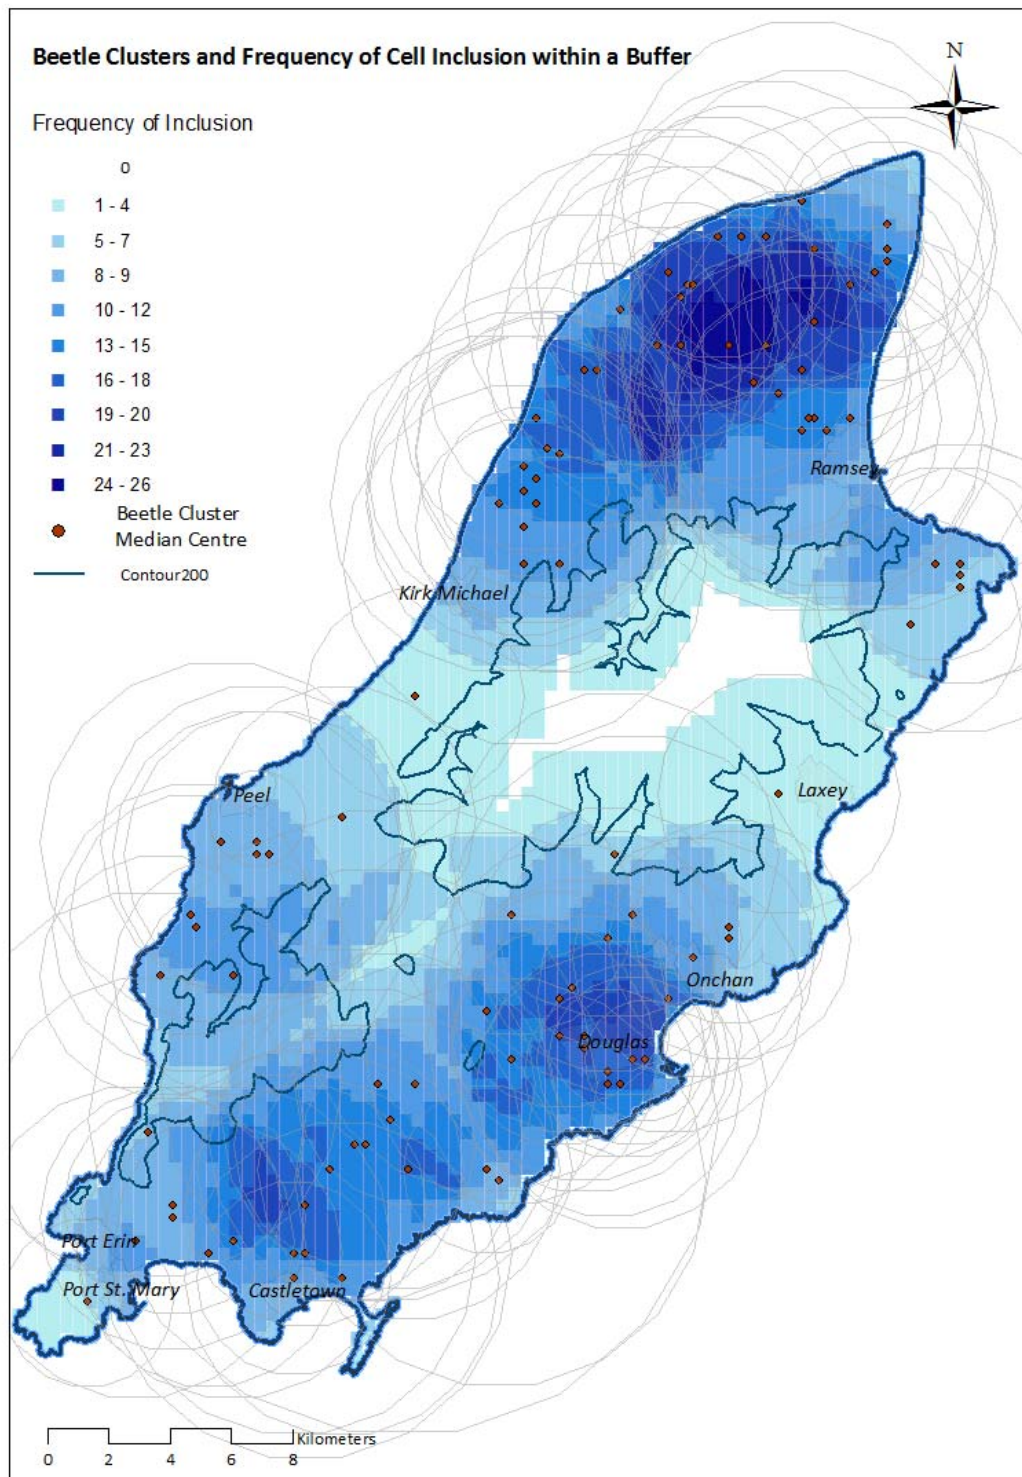 Beetle Clusters and Frequency of Cell Inclusion within a Buffer
N
Frequency of Inclusion
0
1 - 4
5 - 7
8 - 9
10 - 12
13 - 15
16 - 18
19 - 20
21 - 23
24 - 26
Beetle Cluster
Median Centre
Contour200
Ramsey
Kirk Michael
Peel
Laxey
Onchan
Douglas
Port Erin
Port St. Mary
Castletown
Kilometers
0 2 4 6 8